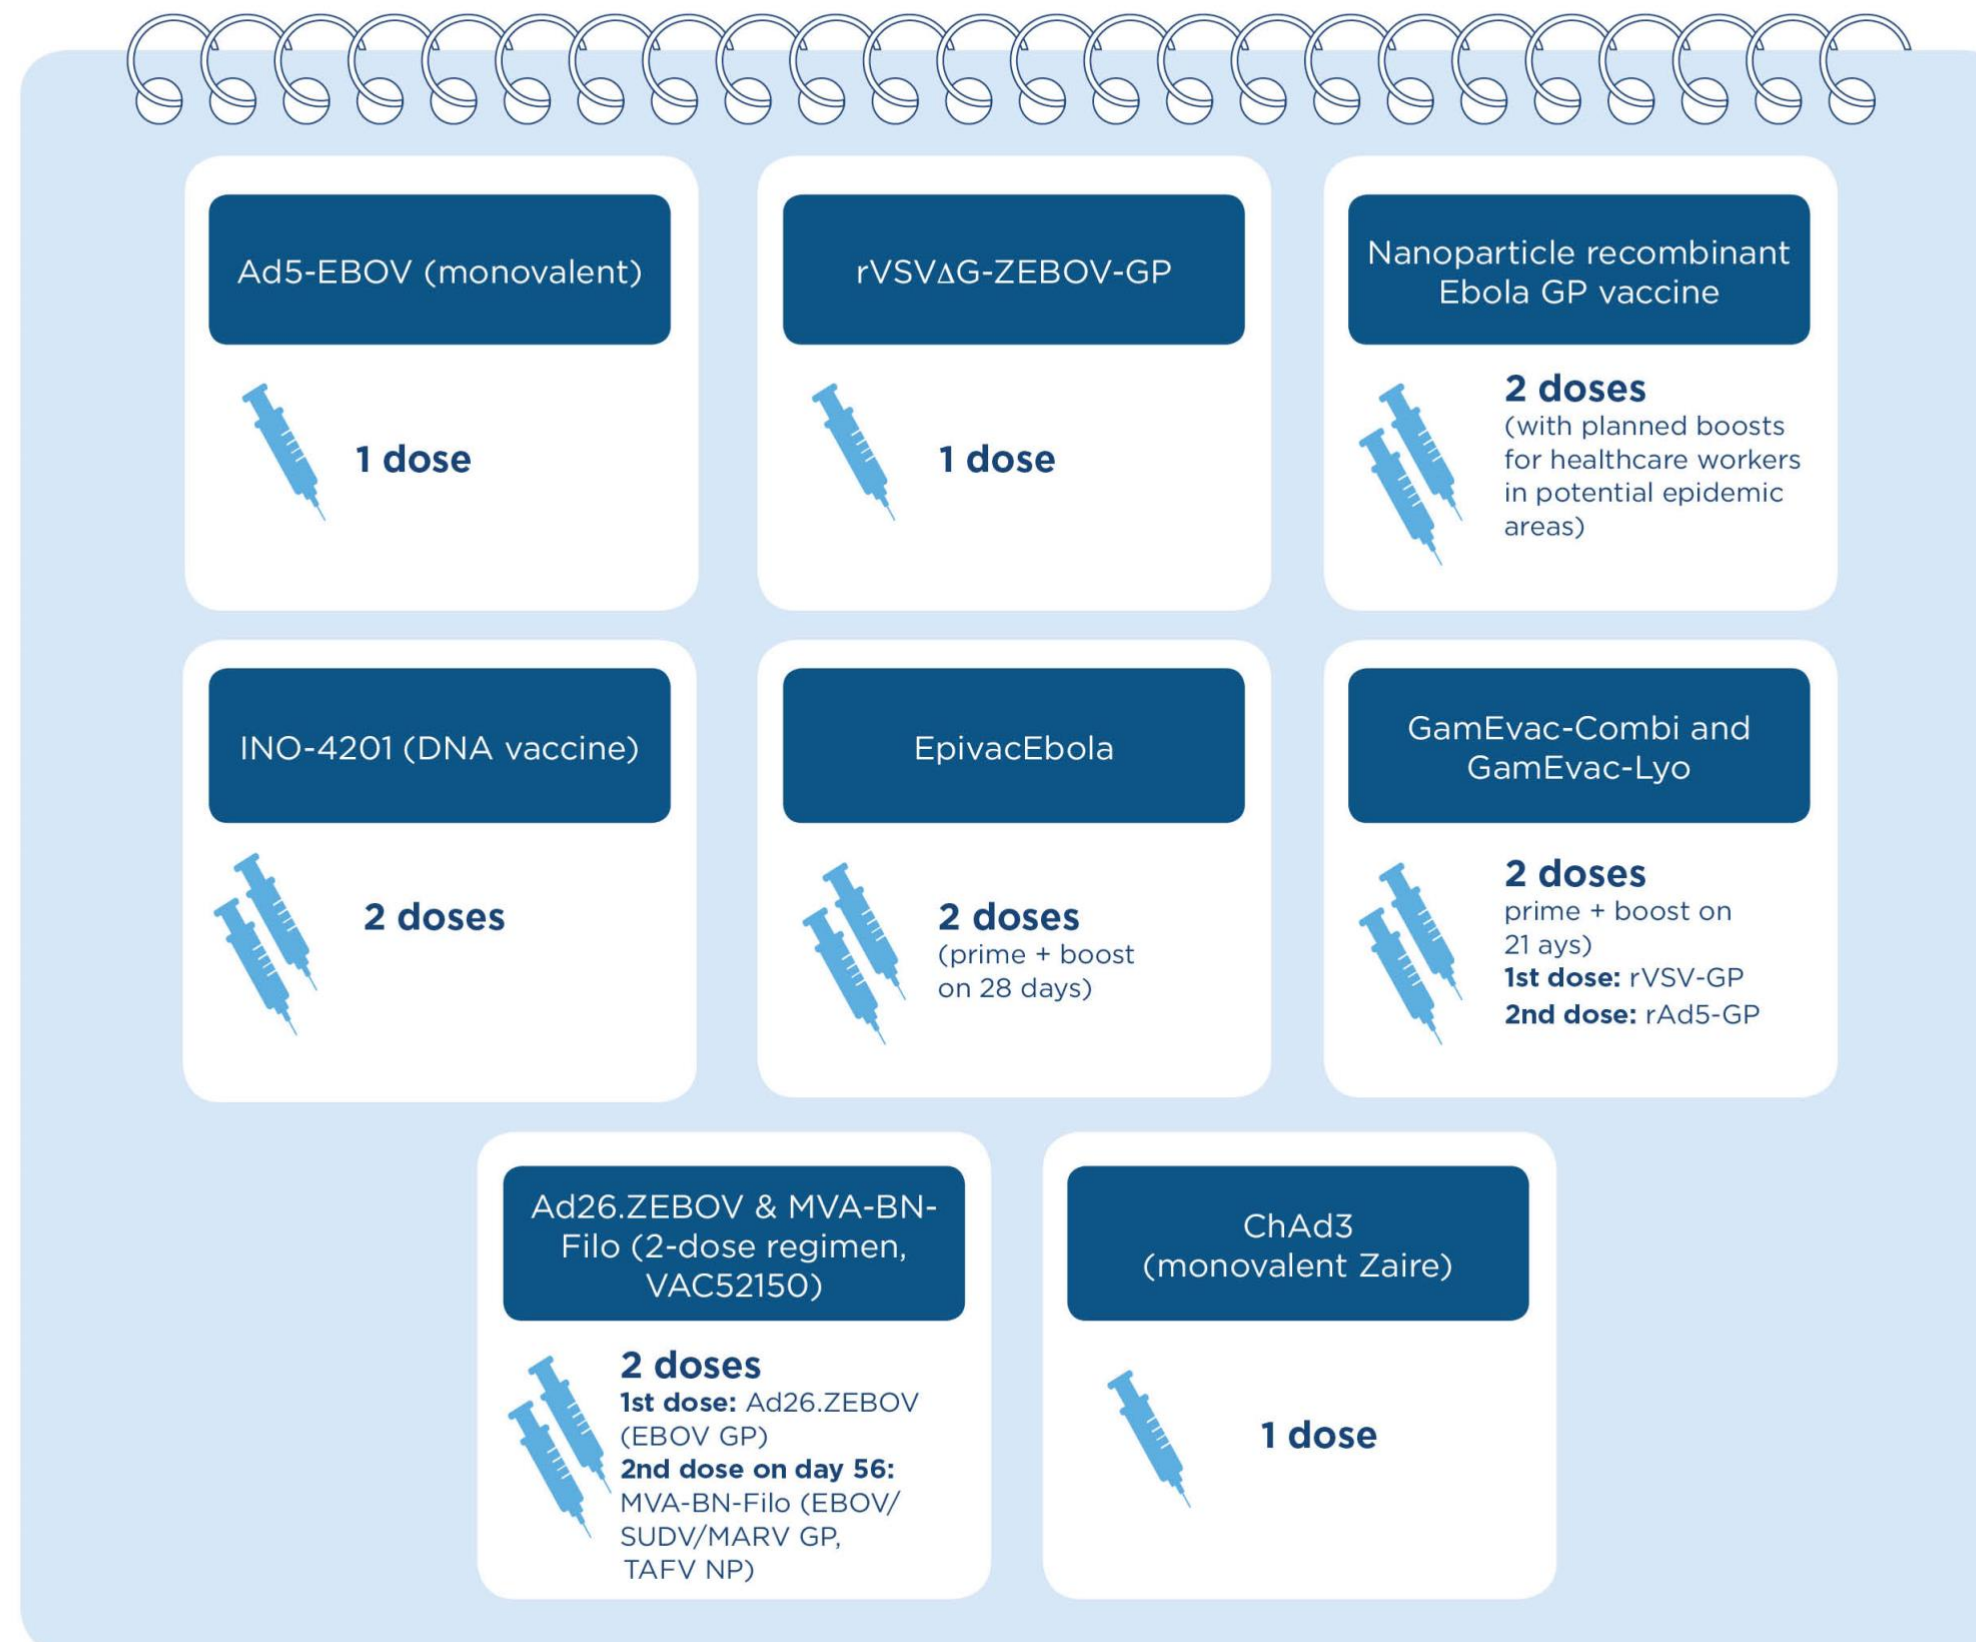 Ad5-EBOV (monovalent)
1 dose
rVSV∆G-ZEBOV-GP
1 dose
Nanoparticle recombinant
Ebola GP vaccine
2 doses
(with planned boosts
for healthcare workers
in potential epidemic
areas)
INO-4201 (DNA vaccine)
2 doses
EpivacEbola
2 doses
(prime + boost
on 28 days)
GamEvac-Combi and
GamEvac-Lyo
2 doses
prime + boost on
21 ays)
1st dose: rVSV-GP
2nd dose: rAd5-GP
Ad26.ZEBOV & MVA-BN-
Filo (2-dose regimen,
VAC52150)
2 doses
1st dose: Ad26.ZEBOV
(EBOV GP)
2nd dose on day 56:
MVA-BN-Filo (EBOV/
SUDV/MARV GP,
TAFV NP)
ChAd3
(monovalent Zaire)
1 dose